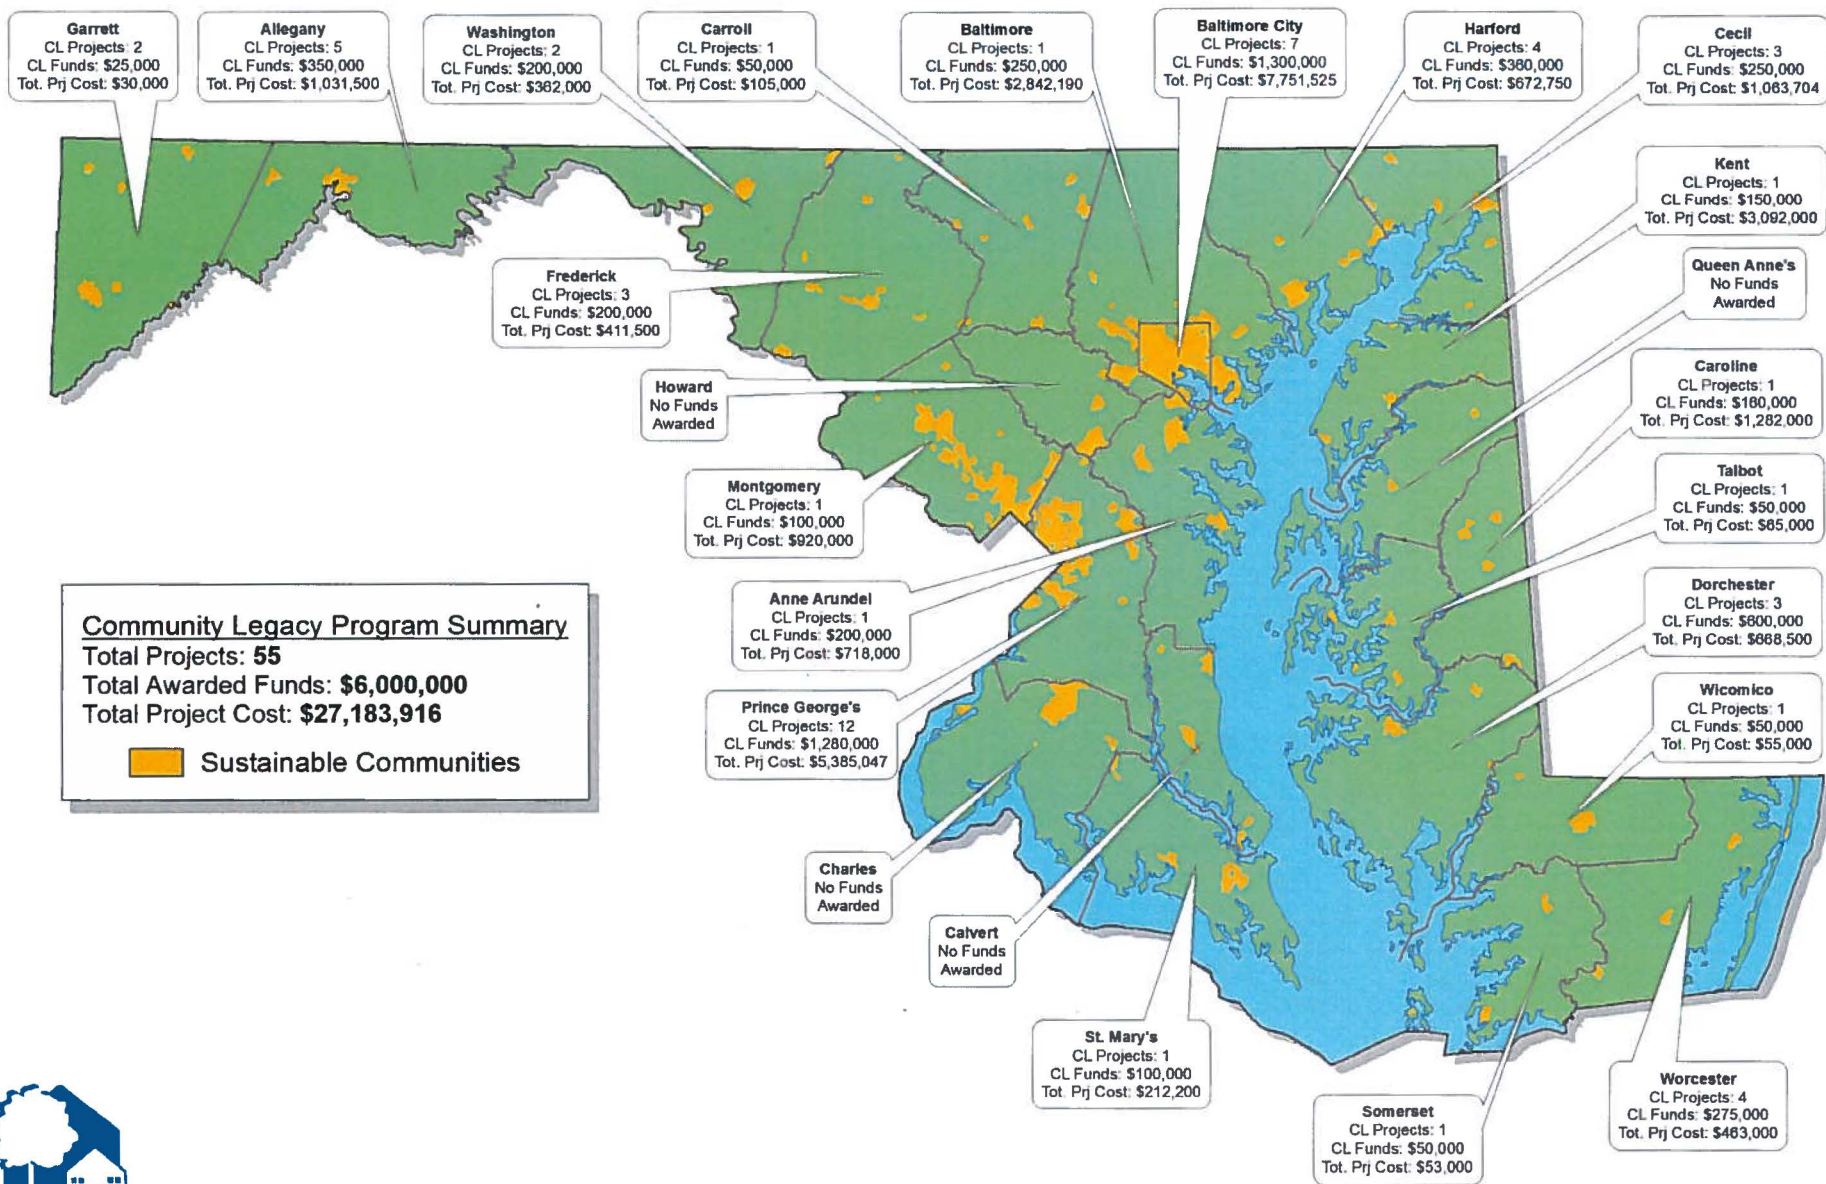 Garrett
CL Projects: 2
CL Funds: $25,000
Tot. Prj Cost: $30,000
Allegany
CL Projects: 5
CL Funds: $350,000
Tot. Prj Cost: $1,031,500
Washington
CL Projects: 2
CL Funds: $200,000
Tot. Prj Cost: $362,000
Carroll
CL Projects: 1
CL Funds: $50,000
Tot. Prj Cost: $105,000
Baltimore
CL Projects: 1
CL Funds: $250,000
Tot. Prj Cost: $2,842,190
Baltimore City
CL Projects: 7
CL Funds: $1,300,000
Tot. Prj Cost: $7,751,525
Harford
CL Projects: 4
CL Funds: $360,000
Tot. Prj Cost: $672,750
Cecil
CL Projects: 3
CL Funds: $250,000
Tot. Prj Cost: $1,063,704
Kent
CL Projects: 1
CL Funds: $150,000
Tot. Prj Cost: $3,092,000
Queen Anne's
No Funds
Awarded
Frederick
CL Projects: 3
CL Funds: $200,000
Tot. Prj Cost: $411,500
Howard
No Funds
Awarded
Caroline
CL Projects: 1
CL Funds: $160,000
Tot. Prj Cost: $1,282,000
Montgomery
CL Projects: 1
CL Funds: $100,000
Tot. Prj Cost: $920,000
Talbot
CL Projects: 1
CL Funds: $50,000
Tot. Prj Cost: $65,000
Anne Arundel
CL Projects: 1
CL Funds: $200,000
Tot. Prj Cost: $718,000
Dorchester
CL Projects: 3
CL Funds: $600,000
Tot. Prj Cost: $668,500
Community Legacy Program Summary
Total Projects: 55
Total Awarded Funds: $6,000,000
Total Project Cost: $27,183,916
Sustainable Communities
Prince George's
CL Projects: 12
CL Funds: $1,280,000
Tot. Prj Cost: $5,385,047
Wicomico
CL Projects: 1
CL Funds: $50,000
Tot. Prj Cost: $55,000
Charles
No Funds
Awarded
Calvert
No Funds
Awarded
St. Mary's
CL Projects: 1
CL Funds: $100,000
Tot. Prj Cost: $212,200
Somerset
CL Projects: 1
CL Funds: $50,000
Tot. Prj Cost: $53,000
Worcester
CL Projects: 4
CL Funds: $275,000
Tot. Prj Cost: $463,000